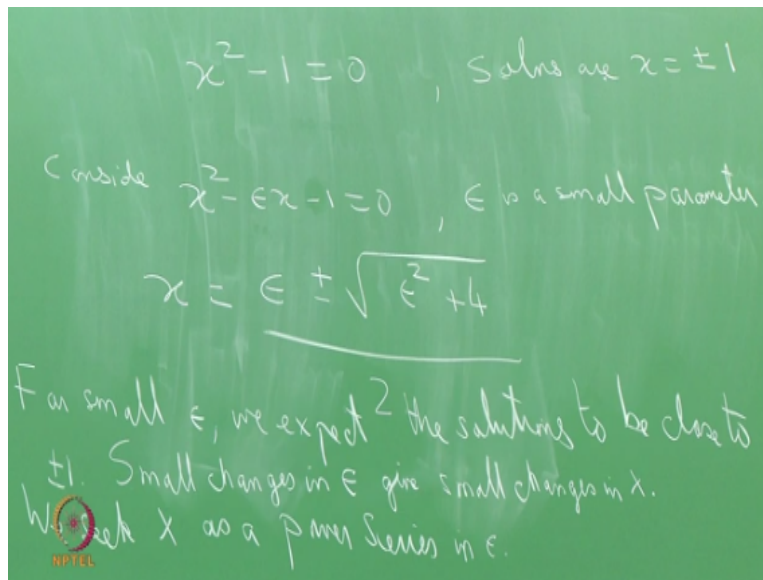 x² - 1 = 0 , Solns are x = ±1
Conside x² - εx - 1 = 0 , ε is a small parameter
x = ε ± √(ε² + 4)
2
For small ε, we expect the solutions to be close to
±1. Small changes in ε give small changes in x.
We seek x as a power series in ε.
NPTEL